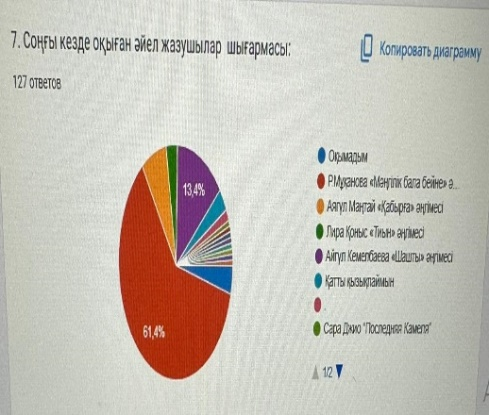 7. Соңғы кезде оқыған әйел жазушылар шығармасы:
Копировать диаграмму
127 ответов
13,4%
61,4%
Оқымадым
Р.Мұқанова «Мәңгілік бала бейне» ә...
Аягүл Мантай «Қабырға» әңгімесі
Лира Қоныс «Тиын» әңгімесі
Айгүл Кемелбаева «Шашты» әңгімесі
Қатты қызықпаймын
.
Сара Джио "Последняя Камелия"
1/2